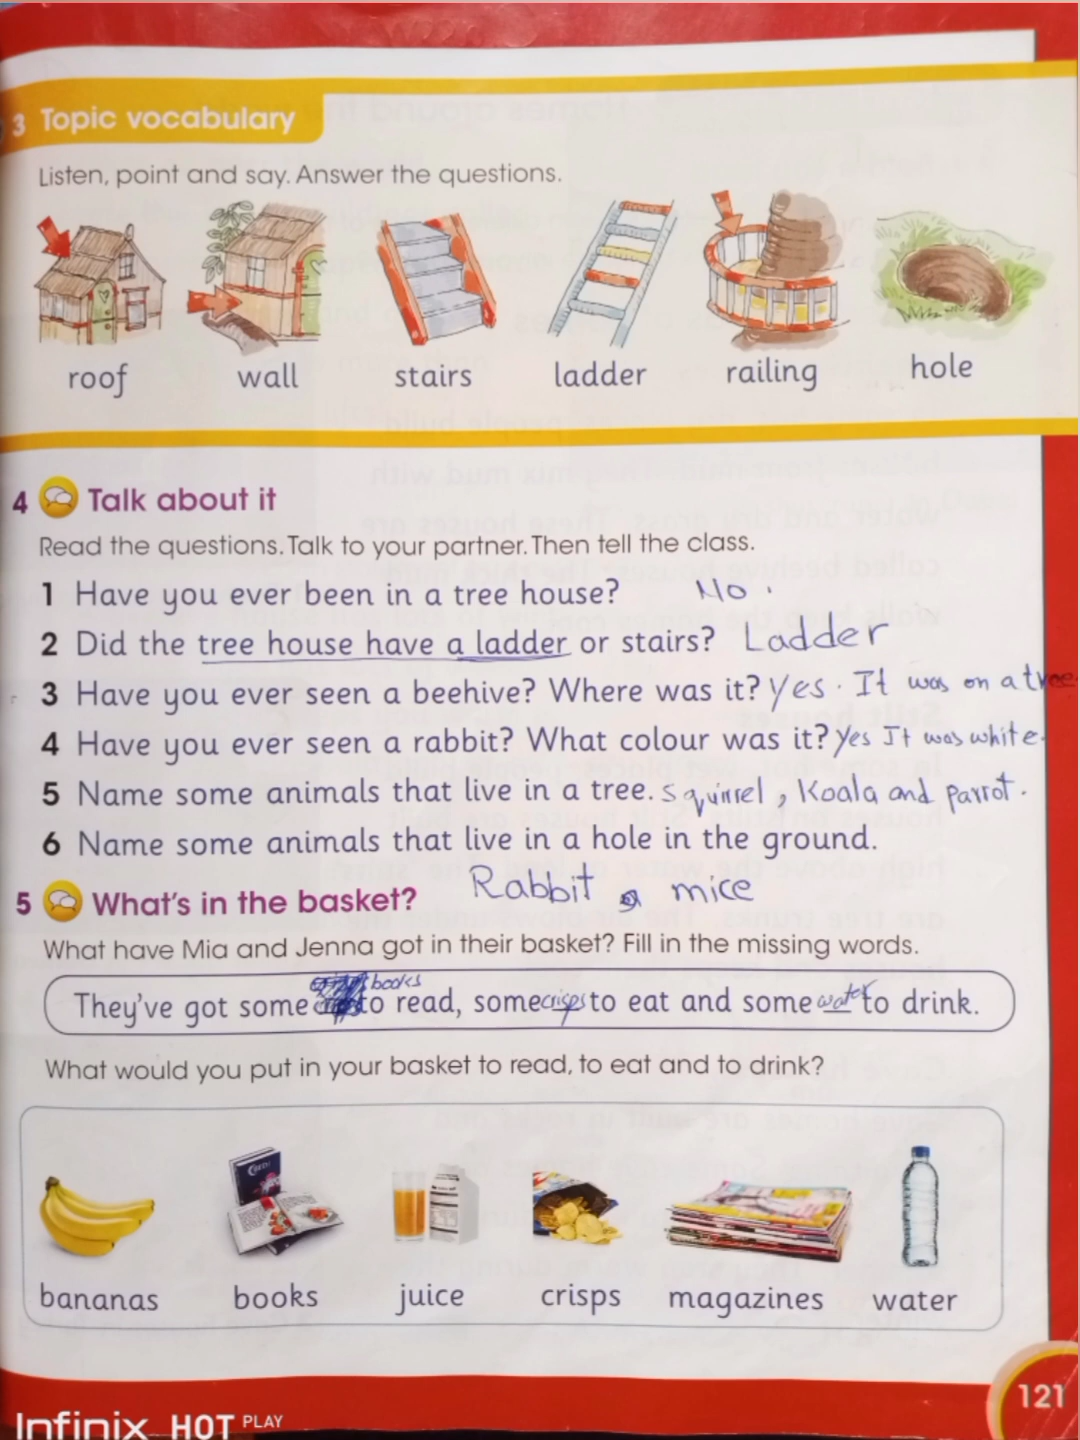 3 Topic vocabulary
Listen, point and say. Answer the questions.
roof wall stairs ladder railing hole
4 Talk about it
Read the questions. Talk to your partner. Then tell the class.
1 Have you ever been in a tree house? No.
2 Did the tree house have a ladder or stairs? Ladder
3 Have you ever seen a beehive? Where was it? Yes. It was on a tree.
4 Have you ever seen a rabbit? What colour was it? Yes It was white.
5 Name some animals that live in a tree. squirrel, Koala and parrot.
6 Name some animals that live in a hole in the ground.
Rabbit, mice
5 What's in the basket?
What have Mia and Jenna got in their basket? Fill in the missing words.
They've got some books to read, some crisps to eat and some water to drink.
What would you put in your basket to read, to eat and to drink?
bananas books juice crisps magazines water
121
Infinix HOT PLAY